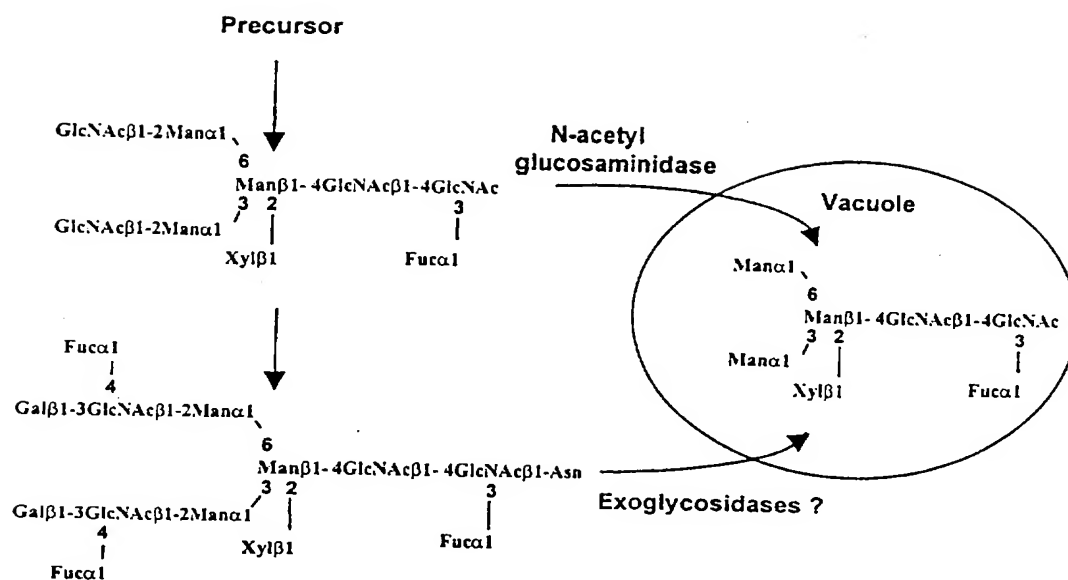 Precursor
GlcNAcβ1-2Manα1
6
Manβ1- 4GlcNAcβ1-4GlcNAc
3 2 3
GlcNAcβ1-2Manα1
Xylβ1 Fucα1
N-acetyl
glucosaminidase
Vacuole
Manα1
6
Manβ1- 4GlcNAcβ1-4GlcNAc
3 2 3
Manα1
Xylβ1 Fucα1
Fucα1
4
Galβ1-3GlcNAcβ1-2Manα1
6
Manβ1- 4GlcNAcβ1- 4GlcNAcβ1-Asn
3 2 3
Galβ1-3GlcNAcβ1-2Manα1
4
Xylβ1 Fucα1
Fucα1
Exoglycosidases ?